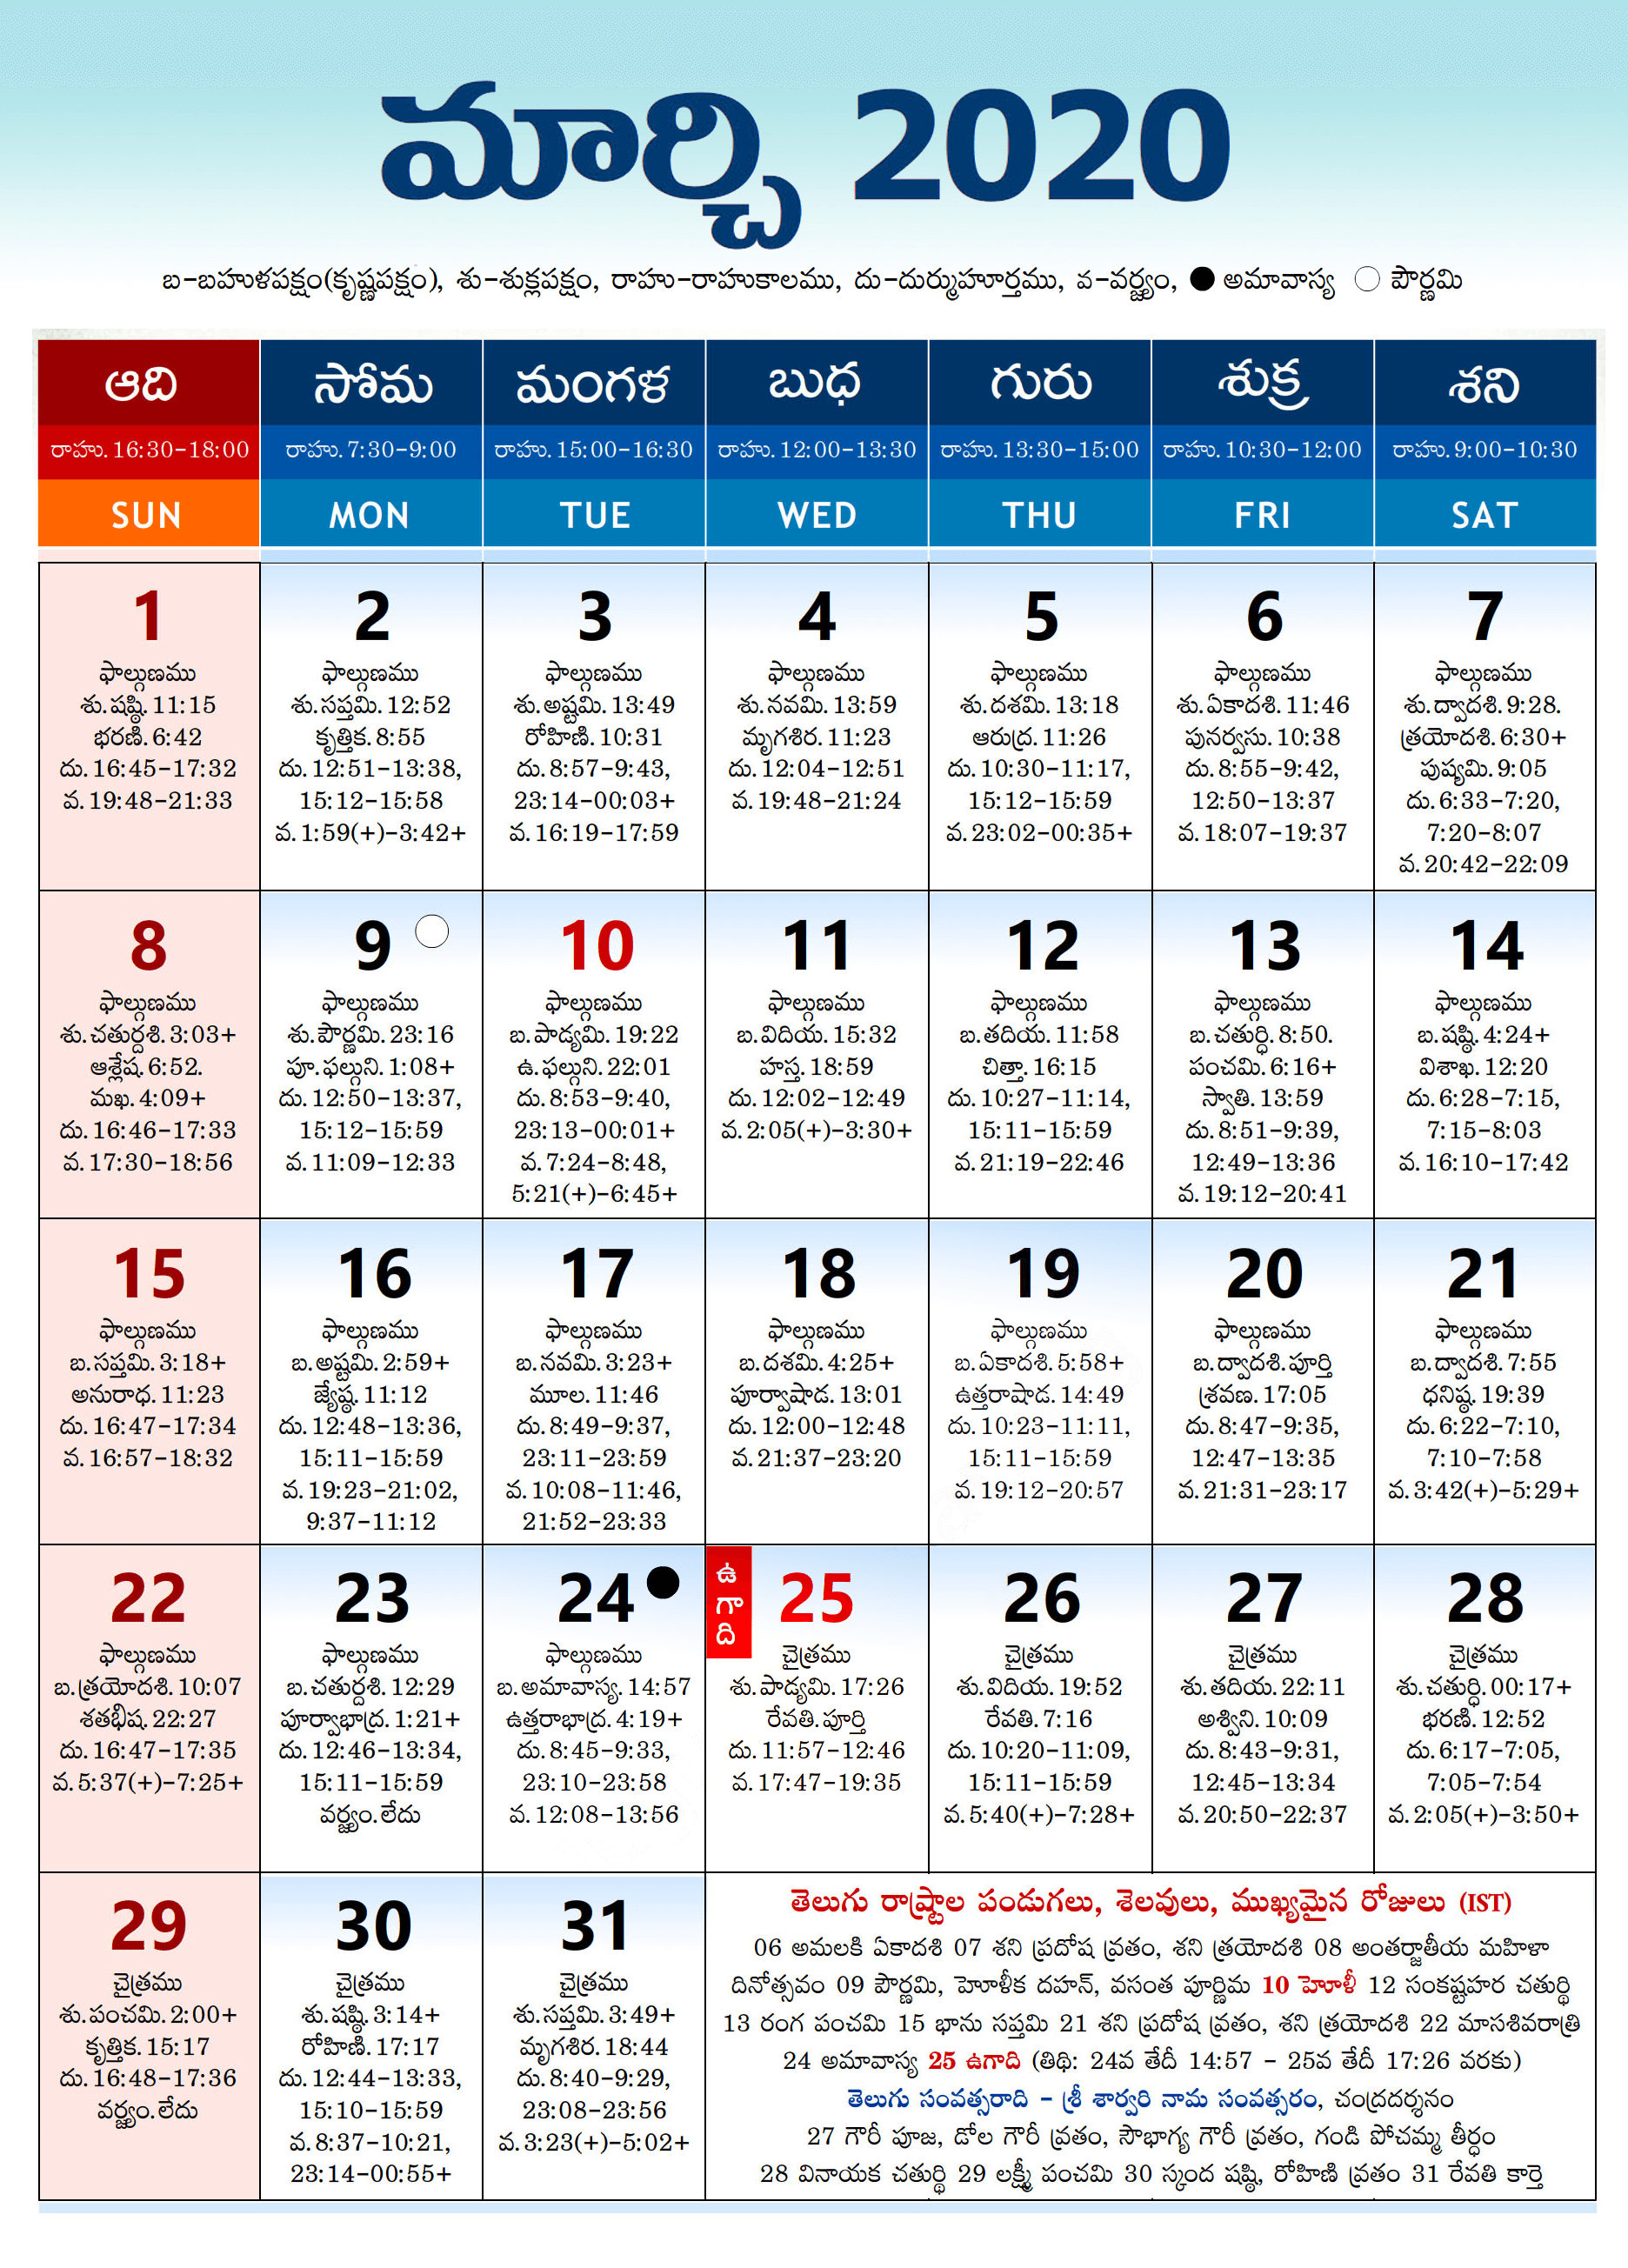 మార్చి 2020
బ-బహుళపక్షం(కృష్ణపక్షం), శు-శుక్లపక్షం, రాహు-రాహుకాలము, దు-దుర్ముహూర్తము, వ-వర్జ్యం, ● అమావాస్య ○ పౌర్ణమి
ఆది సోమ మంగళ బుధ గురు శుక్ర శని
రాహు.16:30-18:00 రాహు.7:30-9:00 రాహు.15:00-16:30 రాహు.12:00-13:30 రాహు.13:30-15:00 రాహు.10:30-12:00 రాహు.9:00-10:30
SUN MON TUE WED THU FRI SAT
1
ఫాల్గుణము
శు.షష్ఠి.11:15
భరణి.6:42
దు.16:45-17:32
వ.19:48-21:33
2
ఫాల్గుణము
శు.సప్తమి.12:52
కృత్తిక.8:55
దు.12:51-13:38,
15:12-15:58
వ.1:59(+)-3:42+
3
ఫాల్గుణము
శు.అష్టమి.13:49
రోహిణి.10:31
దు.8:57-9:43,
23:14-00:03+
వ.16:19-17:59
4
ఫాల్గుణము
శు.నవమి.13:59
మృగశిర.11:23
దు.12:04-12:51
వ.19:48-21:24
5
ఫాల్గుణము
శు.దశమి.13:18
ఆరుద్ర.11:26
దు.10:30-11:17,
15:12-15:59
వ.23:02-00:35+
6
ఫాల్గుణము
శు.ఏకాదశి.11:46
పునర్వసు.10:38
దు.8:55-9:42,
12:50-13:37
వ.18:07-19:37
7
ఫాల్గుణము
శు.ద్వాదశి.9:28.
త్రయోదశి.6:30+
పుష్యమి.9:05
దు.6:33-7:20,
7:20-8:07
వ.20:42-22:09
8
ఫాల్గుణము
శు.చతుర్దశి.3:03+
ఆశ్లేష.6:52.
మఖ.4:09+
దు.16:46-17:33
వ.17:30-18:56
9
ఫాల్గుణము
శు.పౌర్ణమి.23:16
పూ.ఫల్గుని.1:08+
దు.12:50-13:37,
15:12-15:59
వ.11:09-12:33
10
ఫాల్గుణము
బ.పాడ్యమి.19:22
ఉ.ఫల్గుని.22:01
దు.8:53-9:40,
23:13-00:01+
వ.7:24-8:48,
5:21(+)-6:45+
11
ఫాల్గుణము
బ.విదియ.15:32
హస్త.18:59
దు.12:02-12:49
వ.2:05(+)-3:30+
12
ఫాల్గుణము
బ.తదియ.11:58
చిత్తా.16:15
దు.10:27-11:14,
15:11-15:59
వ.21:19-22:46
13
ఫాల్గుణము
బ.చతుర్ధి.8:50.
పంచమి.6:16+
స్వాతి.13:59
దు.8:51-9:39,
12:49-13:36
వ.19:12-20:41
14
ఫాల్గుణము
బ.షష్ఠి.4:24+
విశాఖ.12:20
దు.6:28-7:15,
7:15-8:03
వ.16:10-17:42
15
ఫాల్గుణము
బ.సప్తమి.3:18+
అనురాధ.11:23
దు.16:47-17:34
వ.16:57-18:32
16
ఫాల్గుణము
బ.అష్టమి.2:59+
జ్యేష్ఠ.11:12
దు.12:48-13:36,
15:11-15:59
వ.19:23-21:02,
9:37-11:12
17
ఫాల్గుణము
బ.నవమి.3:23+
మూల.11:46
దు.8:49-9:37,
23:11-23:59
వ.10:08-11:46,
21:52-23:33
18
ఫాల్గుణము
బ.దశమి.4:25+
పూర్వాషాడ.13:01
దు.12:00-12:48
వ.21:37-23:20
19
ఫాల్గుణము
బ.ఏకాదశి.5:58+
ఉత్తరాషాడ.14:49
దు.10:23-11:11,
15:11-15:59
వ.19:12-20:57
20
ఫాల్గుణము
బ.ద్వాదశి.పూర్తి
శ్రవణ.17:05
దు.8:47-9:35,
12:47-13:35
వ.21:31-23:17
21
ఫాల్గుణము
బ.ద్వాదశి.7:55
ధనిష్ఠ.19:39
దు.6:22-7:10,
7:10-7:58
వ.3:42(+)-5:29+
22
ఫాల్గుణము
బ.త్రయోదశి.10:07
శతభిష.22:27
దు.16:47-17:35
వ.5:37(+)-7:25+
23
ఫాల్గుణము
బ.చతుర్దశి.12:29
పూర్వాభాద్ర.1:21+
దు.12:46-13:34,
15:11-15:59
వర్జ్యం.లేదు
24
ఫాల్గుణము
బ.అమావాస్య.14:57
ఉత్తరాభాద్ర.4:19+
దు.8:45-9:33,
23:10-23:58
వ.12:08-13:56
ఉగాది
25
చైత్రము
శు.పాడ్యమి.17:26
రేవతి.పూర్తి
దు.11:57-12:46
వ.17:47-19:35
26
చైత్రము
శు.విదియ.19:52
రేవతి.7:16
దు.10:20-11:09,
15:11-15:59
వ.5:40(+)-7:28+
27
చైత్రము
శు.తదియ.22:11
అశ్విని.10:09
దు.8:43-9:31,
12:45-13:34
వ.20:50-22:37
28
చైత్రము
శు.చతుర్ధి.00:17+
భరణి.12:52
దు.6:17-7:05,
7:05-7:54
వ.2:05(+)-3:50+
29
చైత్రము
శు.పంచమి.2:00+
కృత్తిక.15:17
దు.16:48-17:36
వర్జ్యం.లేదు
30
చైత్రము
శు.షష్ఠి.3:14+
రోహిణి.17:17
దు.12:44-13:33,
15:10-15:59
వ.8:37-10:21,
23:14-00:55+
31
చైత్రము
శు.సప్తమి.3:49+
మృగశిర.18:44
దు.8:40-9:29,
23:08-23:56
వ.3:23(+)-5:02+
తెలుగు రాష్ట్రాల పండుగలు, శెలవులు, ముఖ్యమైన రోజులు (IST)
06 అమలకి ఏకాదశి 07 శని ప్రదోష వ్రతం, శని త్రయోదశి 08 అంతర్జాతీయ మహిళా
దినోత్సవం 09 పౌర్ణమి, హెూళీక దహన్, వసంత పూర్ణిమ 10 హెూళీ 12 సంకష్టహర చతుర్థి
13 రంగ పంచమి 15 భాను సప్తమి 21 శని ప్రదోష వ్రతం, శని త్రయోదశి 22 మాసశివరాత్రి
24 అమావాస్య 25 ఉగాది (తిథి: 24వ తేదీ 14:57 - 25వ తేదీ 17:26 వరకు)
తెలుగు సంవత్సరాది - శ్రీ శార్వరి నామ సంవత్సరం, చంద్రదర్శనం
27 గౌరీ పూజ, డోల గౌరీ వ్రతం, సౌభాగ్య గౌరీ వ్రతం, గండి పోచమ్మ తీర్థం
28 వినాయక చతుర్థి 29 లక్ష్మీ పంచమి 30 స్కంద షష్ఠి, రోహిణి వ్రతం 31 రేవతి కార్తె